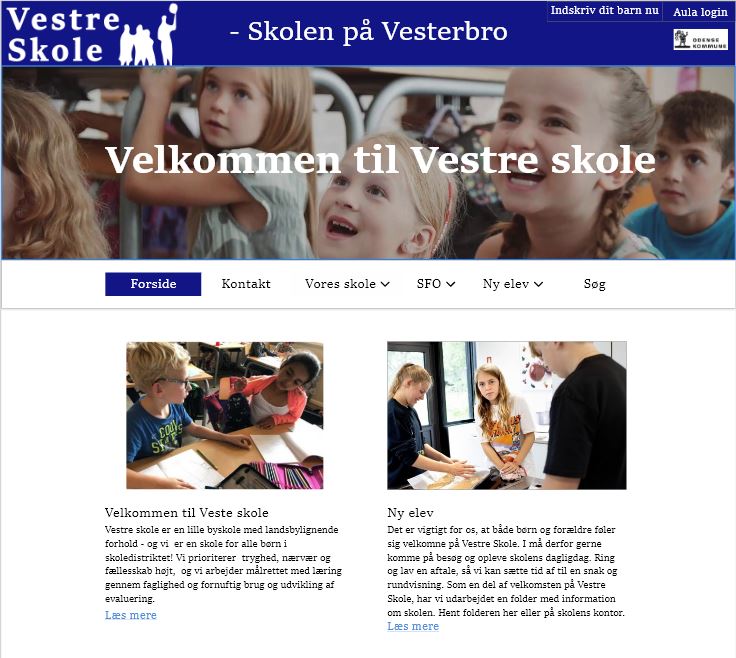 Vestre
Skole
- Skolen på Vesterbro
Indskriv dit barn nu
Aula login
ODENSE
KOMMUNE
Velkommen til Vestre skole
Forside
Kontakt
Vores skole
SFO
Ny elev
Søg
Velkommen til Veste skole
Vestre skole er en lille byskole med landsbylignende
forhold - og vi er en skole for alle børn i
skoledistriktet! Vi prioriterer tryghed, nærvær og
fællesskab højt, og vi arbejder målrettet med læring
gennem faglighed og fornuftig brug og udvikling af
evaluering.
Læs mere
Ny elev
Det er vigtigt for os, at både børn og forældre føler
sig velkomne på Vestre Skole. I må derfor gerne
komme på besøg og opleve skolens dagligdag. Ring
og lav en aftale, så vi kan sætte tid af til en snak og
rundvisning. Som en del af velkomsten på Vestre
Skole, har vi udarbejdet en folder med information
om skolen. Hent folderen her eller på skolens kontor.
Læs mere